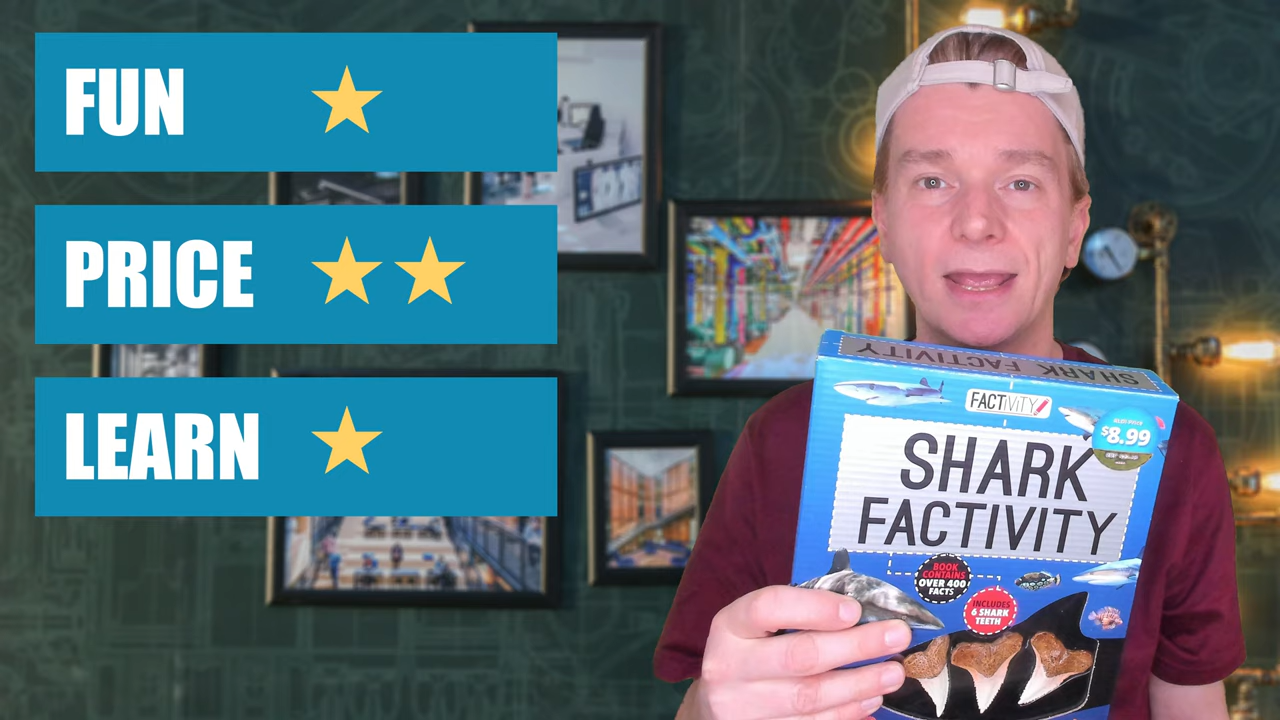 FUN
PRICE
LEARN
SHARK FACTIVITY
FACTIVITY
$8.99
SHARK
FACTIVITY
BOOK
CONTAINS
OVER 400
FACTS
INCLUDES
6 SHARK
TEETH